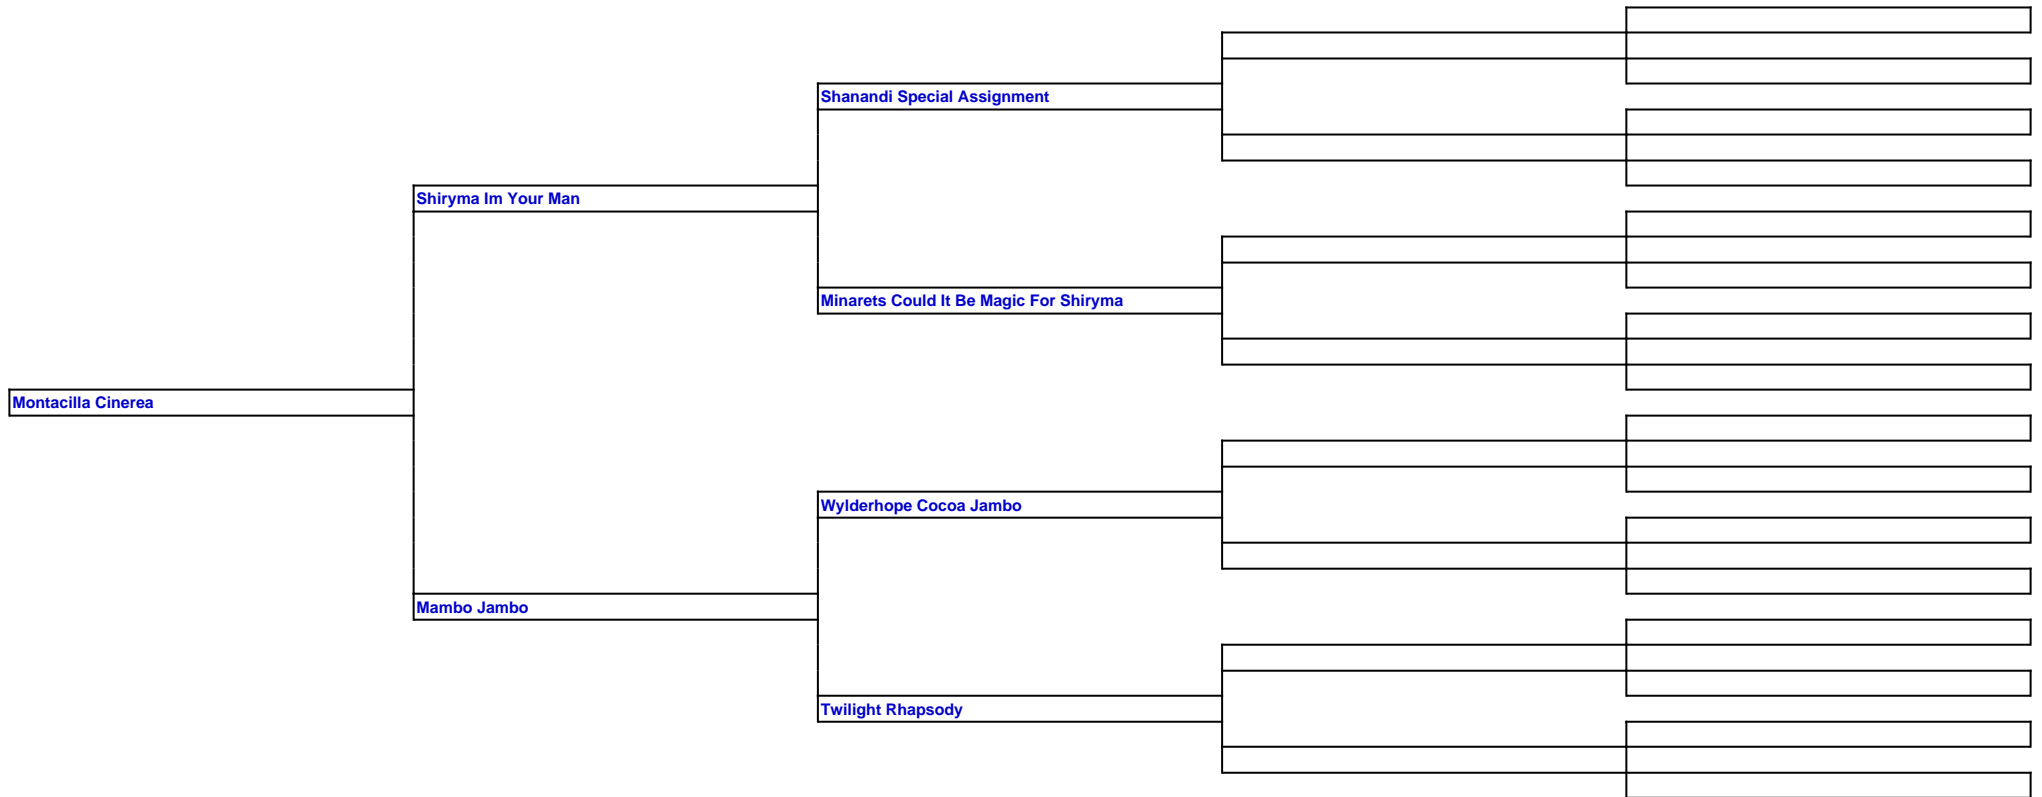 Shanandi Special Assignment
Shiryma Im Your Man
Minarets Could It Be Magic For Shiryma
Montacilla Cinerea
Wylderhope Cocoa Jambo
Mambo Jambo
Twilight Rhapsody